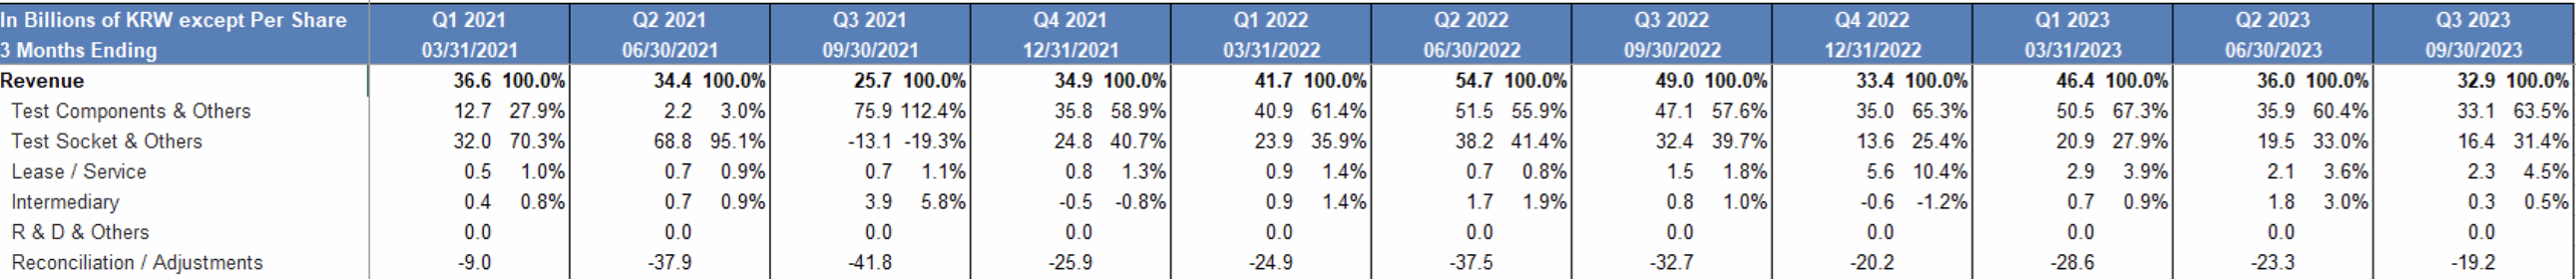 In Billions of KRW except Per Share Q1 2021 Q2 2021 Q3 2021 Q4 2021 Q1 2022 Q2 2022 Q3 2022 Q4 2022 Q1 2023 Q2 2023 Q3 2023
3 Months Ending 03/31/2021 06/30/2021 09/30/2021 12/31/2021 03/31/2022 06/30/2022 09/30/2022 12/31/2022 03/31/2023 06/30/2023 09/30/2023
Revenue 36.6 100.0% 34.4 100.0% 25.7 100.0% 34.9 100.0% 41.7 100.0% 54.7 100.0% 49.0 100.0% 33.4 100.0% 46.4 100.0% 36.0 100.0% 32.9 100.0%
Test Components & Others 12.7 27.9% 2.2 3.0% 75.9 112.4% 35.8 58.9% 40.9 61.4% 51.5 55.9% 47.1 57.6% 35.0 65.3% 50.5 67.3% 35.9 60.4% 33.1 63.5%
Test Socket & Others 32.0 70.3% 68.8 95.1% -13.1 -19.3% 24.8 40.7% 23.9 35.9% 38.2 41.4% 32.4 39.7% 13.6 25.4% 20.9 27.9% 19.5 33.0% 16.4 31.4%
Lease / Service 0.5 1.0% 0.7 0.9% 0.7 1.1% 0.8 1.3% 0.9 1.4% 0.7 0.8% 1.5 1.8% 5.6 10.4% 2.9 3.9% 2.1 3.6% 2.3 4.5%
Intermediary 0.4 0.8% 0.7 0.9% 3.9 5.8% -0.5 -0.8% 0.9 1.4% 1.7 1.9% 0.8 1.0% -0.6 -1.2% 0.7 0.9% 1.8 3.0% 0.3 0.5%
R & D & Others 0.0 0.0 0.0 0.0 0.0 0.0 0.0 0.0 0.0 0.0 0.0
Reconciliation / Adjustments -9.0 -37.9 -41.8 -25.9 -24.9 -37.5 -32.7 -20.2 -28.6 -23.3 -19.2